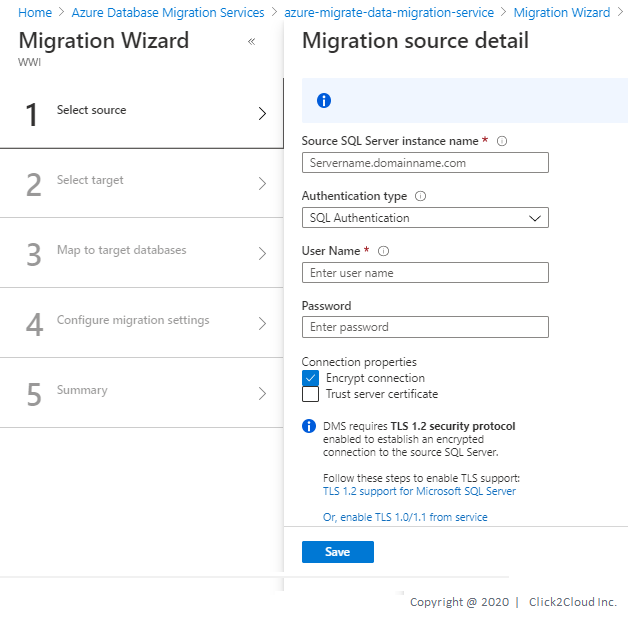 Home > Azure Database Migration Services > azure-migrate-data-migration-service > Migration Wizard >
Migration Wizard «
WWI
1 Select source
2 Select target
3 Map to target databases
4 Configure migration settings
5 Summary
Migration source detail
Source SQL Server instance name *
Servername.domainname.com
Authentication type
SQL Authentication
User Name *
Enter user name
Password
Enter password
Connection properties
Encrypt connection
Trust server certificate
DMS requires TLS 1.2 security protocol
enabled to establish an encrypted
connection to the source SQL Server.
Follow these steps to enable TLS support:
TLS 1.2 support for Microsoft SQL Server
Or, enable TLS 1.0/1.1 from service
Save
Copyright @ 2020 | Click2Cloud Inc.